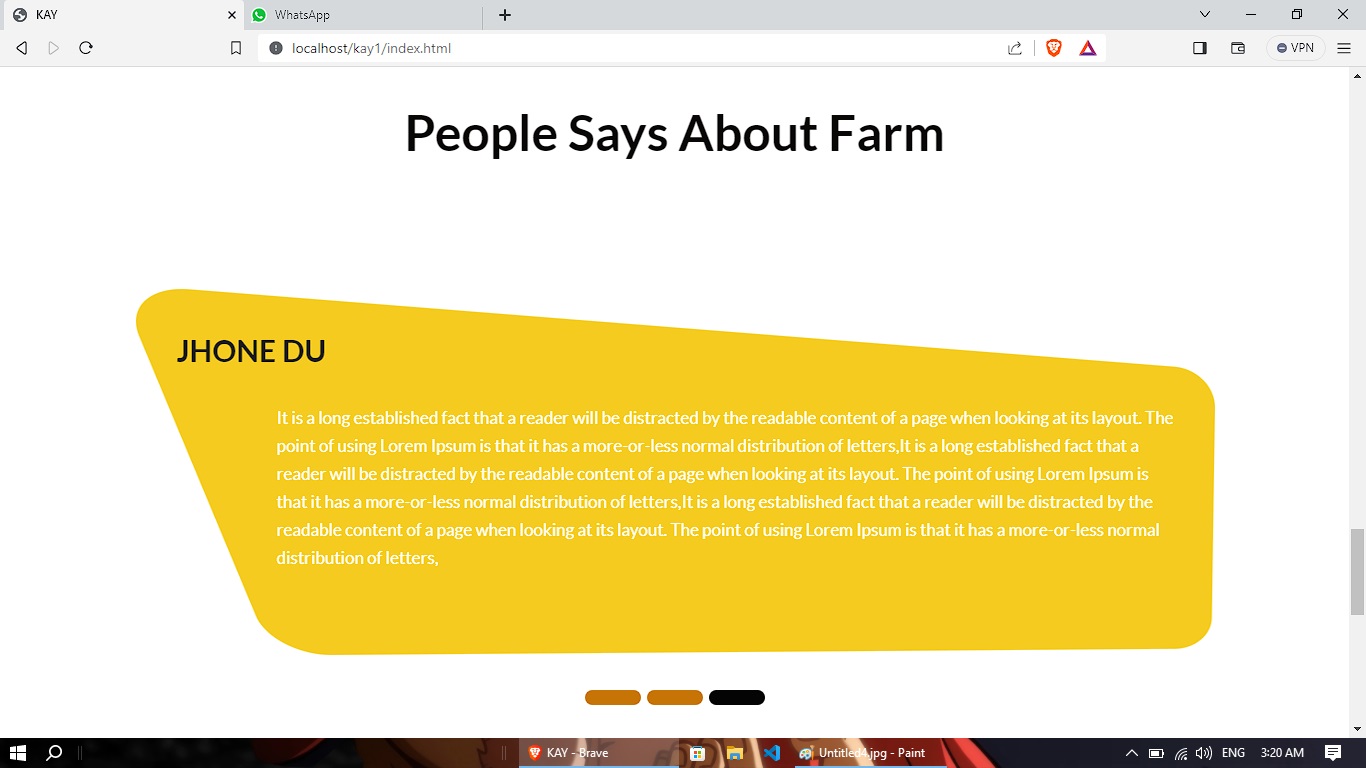 KAY
WhatsApp
localhost/kay1/index.html
VPN
People Says About Farm
JHONE DU
It is a long established fact that a reader will be distracted by the readable content of a page when looking at its layout. The
point of using Lorem Ipsum is that it has a more-or-less normal distribution of letters,It is a long established fact that a
reader will be distracted by the readable content of a page when looking at its layout. The point of using Lorem Ipsum is
that it has a more-or-less normal distribution of letters,It is a long established fact that a reader will be distracted by the
readable content of a page when looking at its layout. The point of using Lorem Ipsum is that it has a more-or-less normal
distribution of letters,
KAY - Brave
Untitled4.jpg - Paint
ENG
3:20 AM